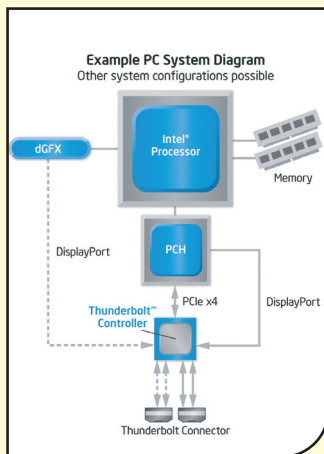 Example PC System Diagram
Other system configurations possible
Intel®
Processor
dGFX
Memory
DisplayPort
PCH
PCIe x4
DisplayPort
Thunderbolt™
Controller
Thunderbolt Connector